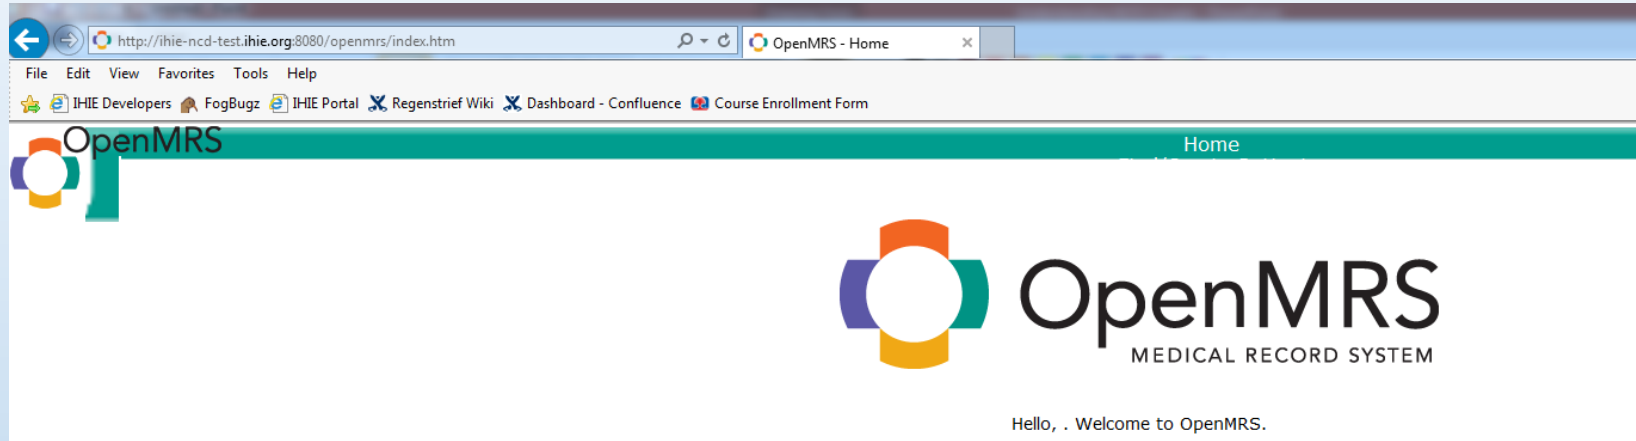 http://ihie-ncd-test.ihie.org:8080/openmrs/index.htm
OpenMRS - Home
File Edit View Favorites Tools Help
IHIE Developers FogBugz IHIE Portal Regenstrief Wiki Dashboard - Confluence Course Enrollment Form
OpenMRS
Home
OpenMRS
MEDICAL RECORD SYSTEM
Hello, . Welcome to OpenMRS.